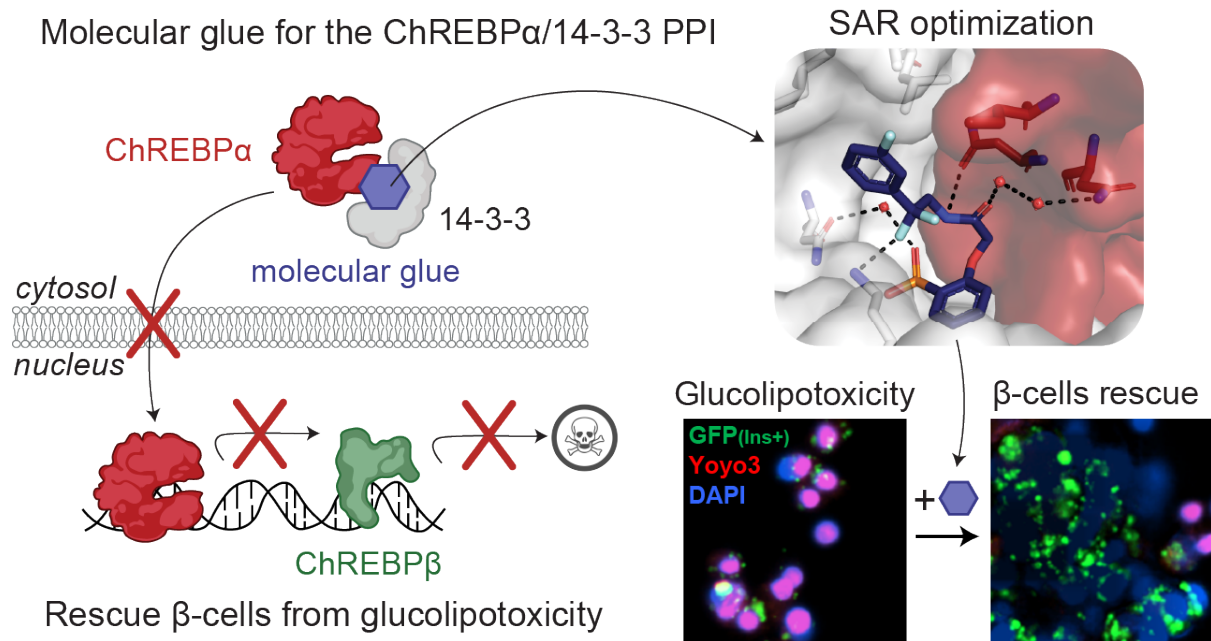 Molecular glue for the ChREBPα/14-3-3 PPI
SAR optimization
ChREBPα
14-3-3
molecular glue
cytosol
nucleus
ChREBPβ
Rescue β-cells from glucolipotoxicity
Glucolipotoxicity
β-cells rescue
GFP(Ins+)
Yoyo3
DAPI
+